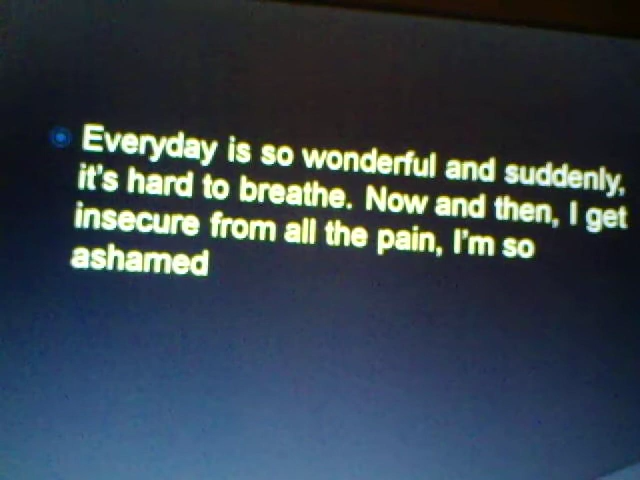 Everyday is so wonderful and suddenly,
it's hard to breathe. Now and then, I get
insecure from all the pain, I'm so
ashamed